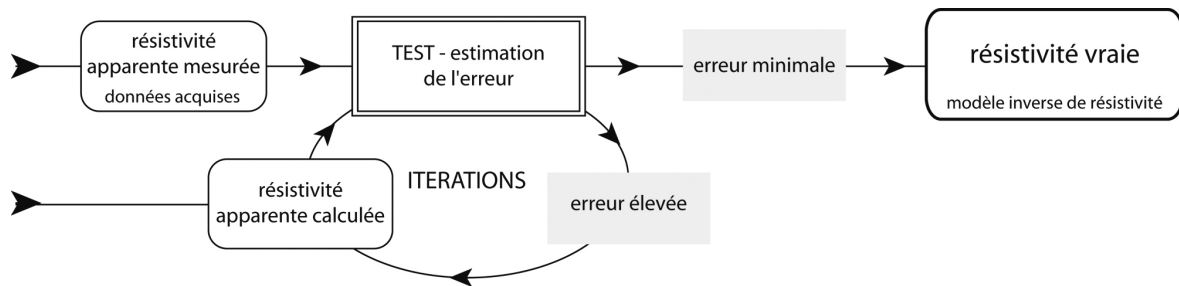 résistivité
apparente mesurée
données acquises
TEST - estimation
de l'erreur
erreur minimale
résistivité vraie
modèle inverse de résistivité
résistivité
apparente calculée
ITERATIONS
erreur élevée